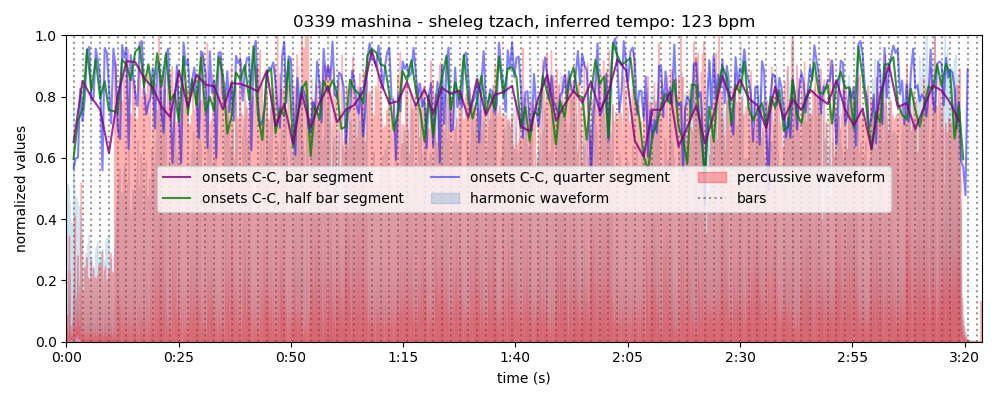 0339 mashina - sheleg tzach, inferred tempo: 123 bpm
1.0
0.8
0.6
0.4
0.2
0.0
normalized values
onsets C-C, bar segment
onsets C-C, half bar segment
onsets C-C, quarter segment
harmonic waveform
percussive waveform
bars
0:00 0:25 0:50 1:15 1:40 2:05 2:30 2:55 3:20
time (s)